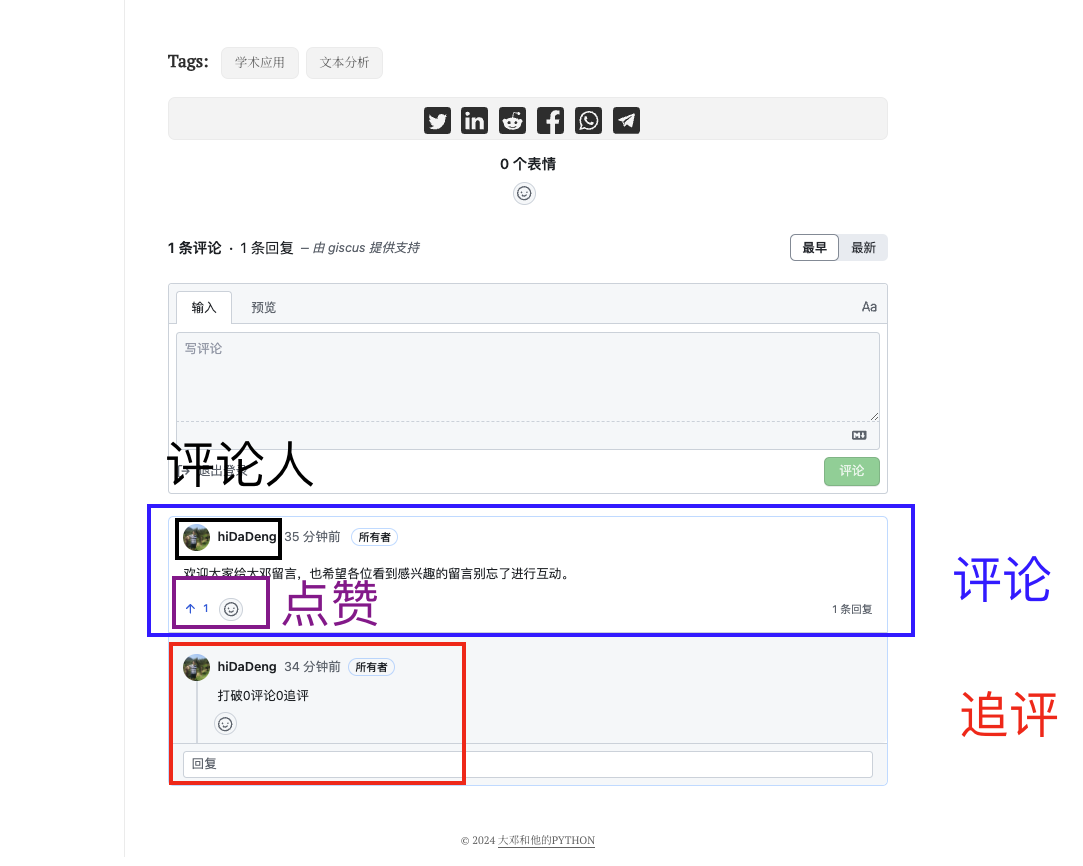 Tags: 学术应用 文本分析
0 个表情
1 条评论 · 1 条回复 – 由 giscus 提供支持 最早 最新
输入 预览 Aa
写评论
评论人
退出登录 评论
hiDaDeng 35 分钟前 所有者
欢迎大家给大邓留言，也希望各位看到感兴趣的留言别忘了进行互动。
评论
点赞
1 1 条回复
hiDaDeng 34 分钟前 所有者
打破0评论0追评
追评
回复
© 2024 大邓和他的PYTHON